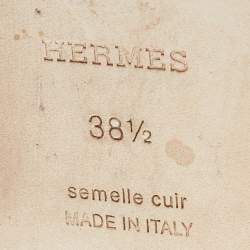 HERMES
38½
semelle cuir
MADE IN ITALY